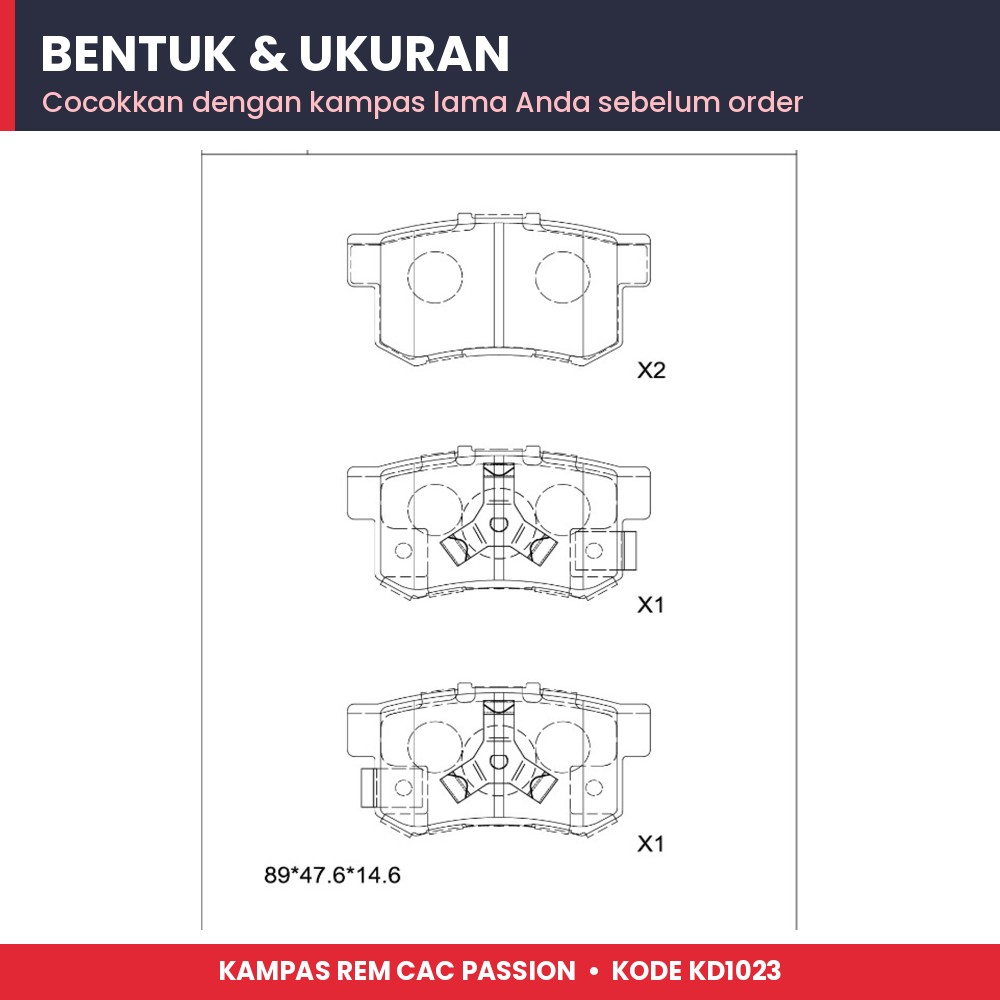 BENTUK & UKURAN
Cocokkan dengan kampas lama Anda sebelum order
X2
X1
X1
89*47.6*14.6
KAMPAS REM CAC PASSION • KODE KD1023